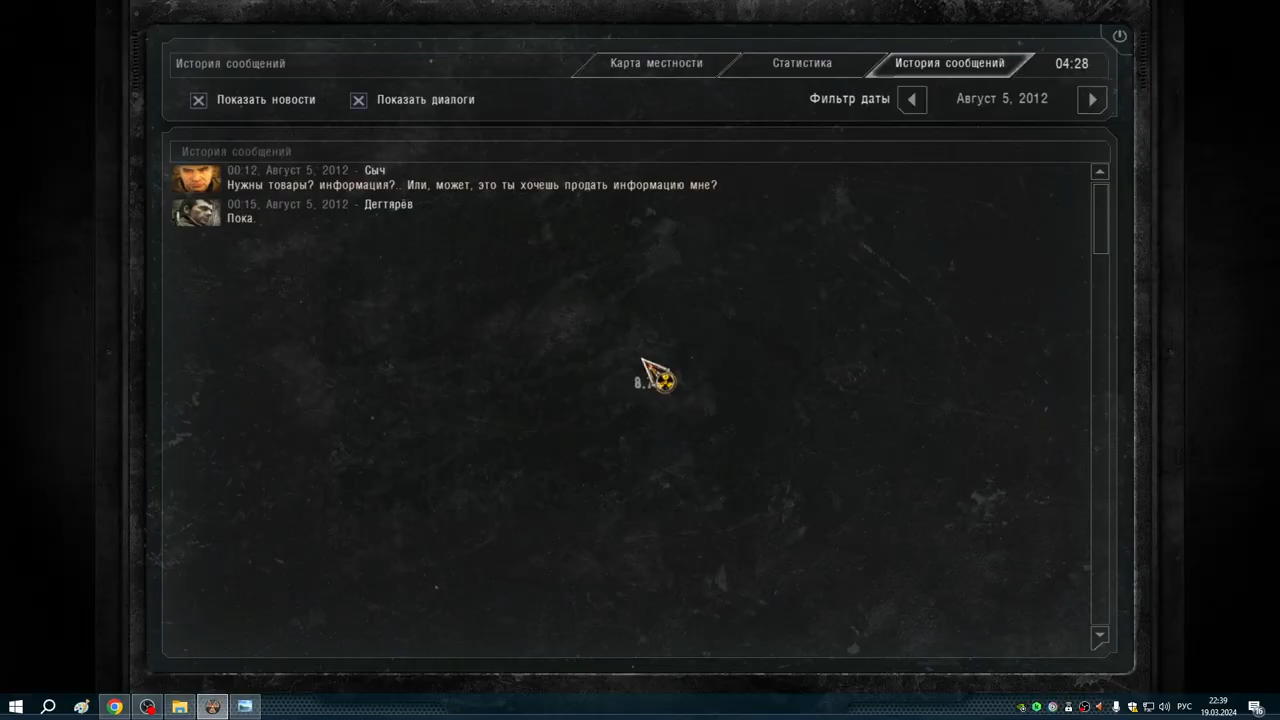 История сообщений
Карта местности
Статистика
История сообщений
04:28
Показать новости
Показать диалоги
Фильтр даты
Август 5, 2012
История сообщений
00:12, Август 5, 2012 - Сыч
Нужны товары? информация?.. Или, может, это ты хочешь продать информацию мне?
00:15, Август 5, 2012 - Дегтярёв
Пока.
22:39
РУС
19.03.2024